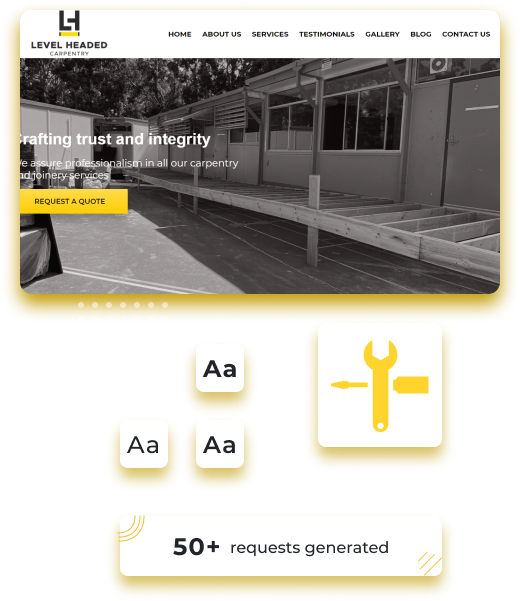 LH
LEVEL HEADED
CARPENTRY
HOME ABOUT US SERVICES TESTIMONIALS GALLERY BLOG CONTACT US
Crafting trust and integrity
We assure professionalism in all our carpentry
and joinery services
REQUEST A QUOTE
Aa
Aa Aa
50+ requests generated